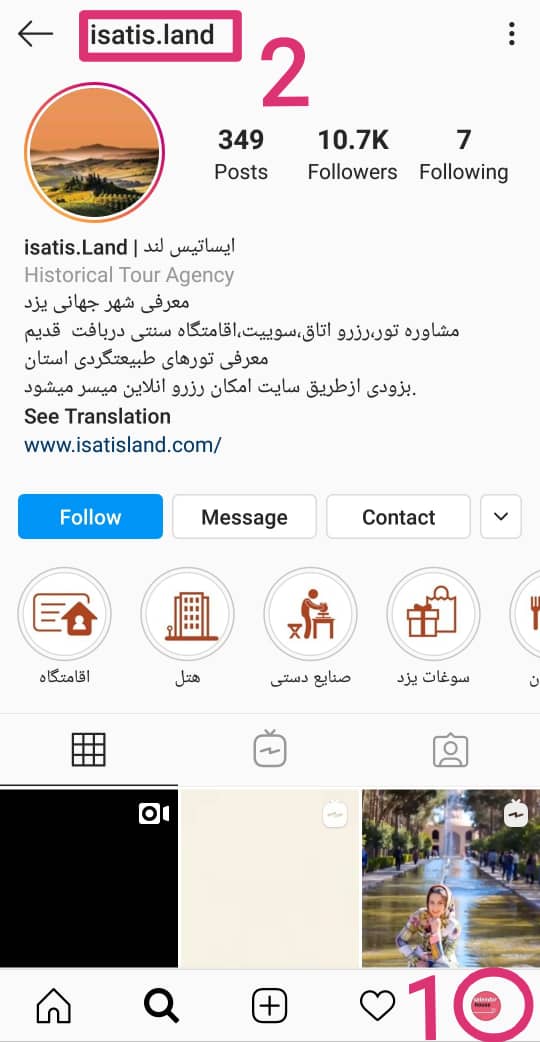 isatis.land
2
349 10.7K 7
Posts Followers Following
isatis.Land | ایساتیس لند
Historical Tour Agency
معرفی شهر جهانی یزد
مشاوره تور،رزرو اتاق،سوییت،اقامتگاه سنتی دربافت قدیم
معرفی تورهای طبیعتگردی استان
بزودی ازطریق سایت امکان رزرو انلاین میسر میشود.
See Translation
www.isatisland.com/
Follow Message Contact
اقامتگاه هتل صنایع دستی سوغات یزد ن
1